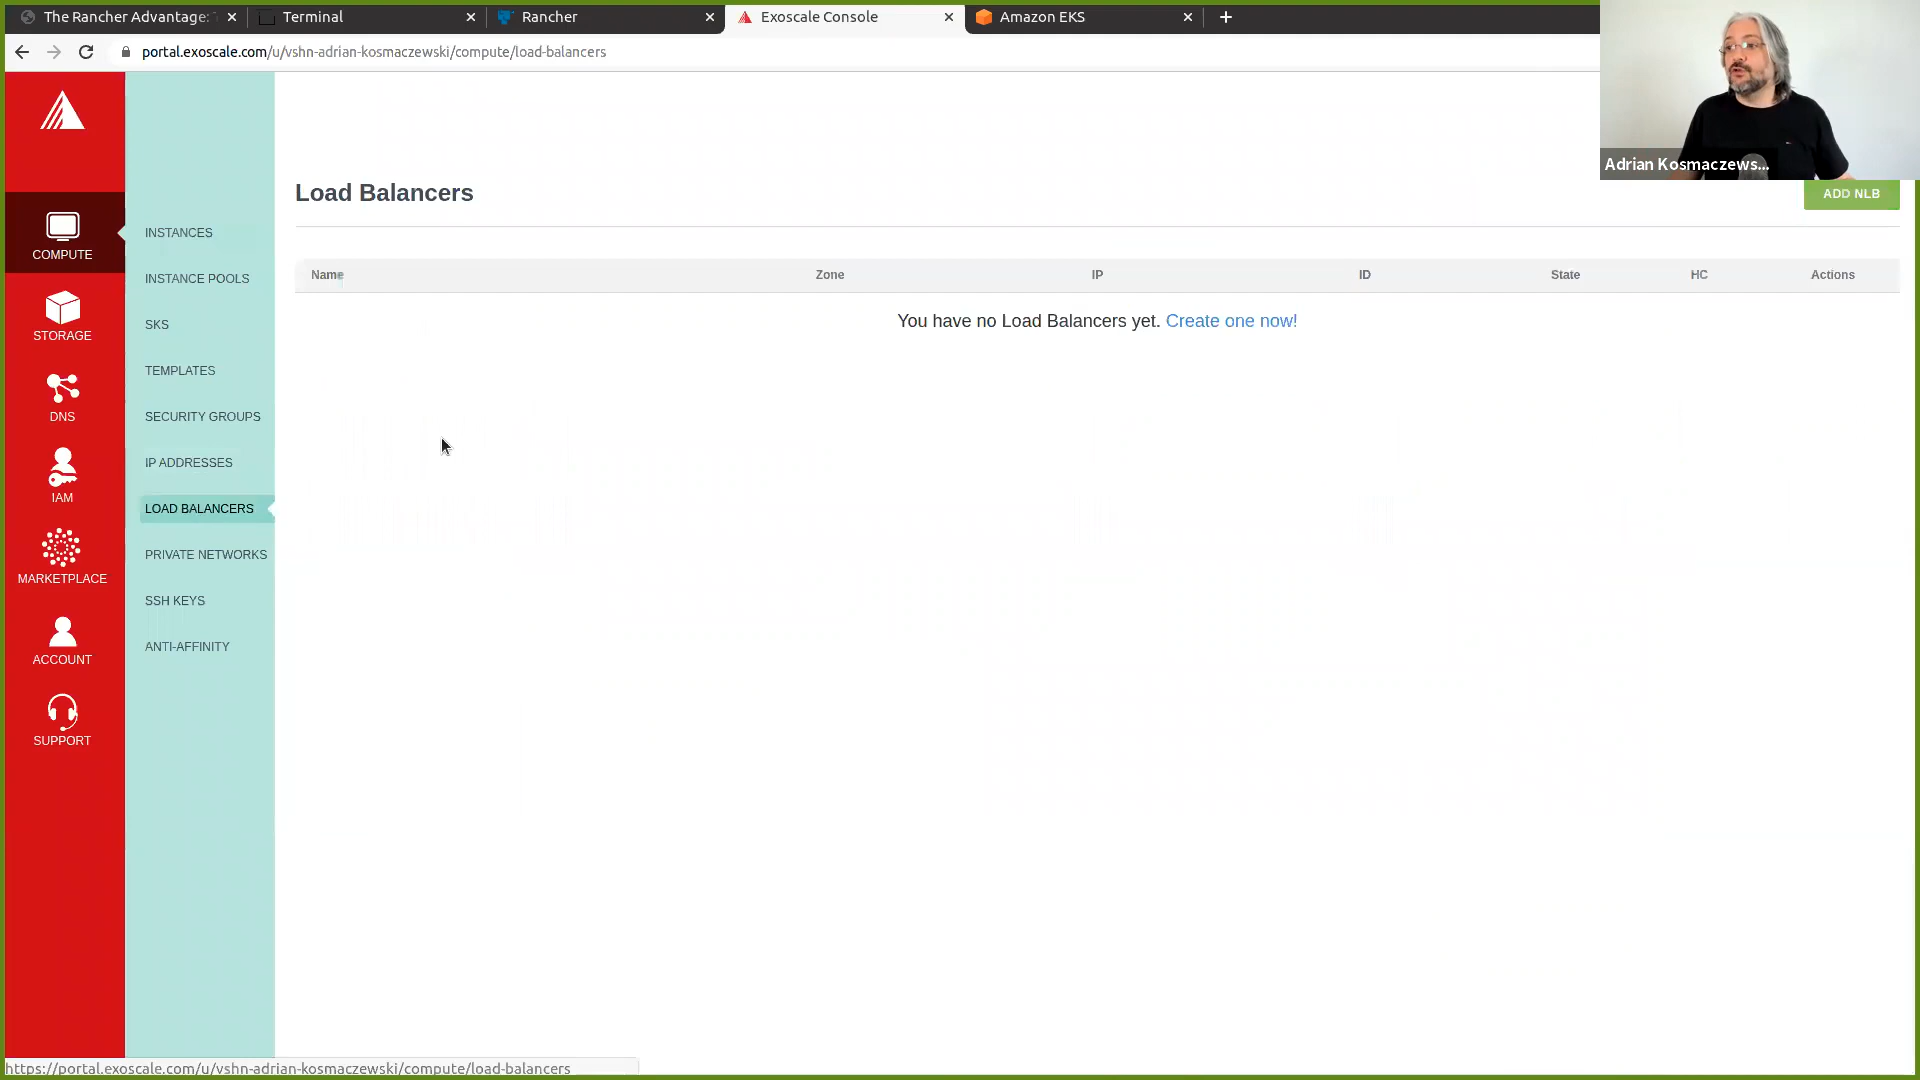 The Rancher Advantage:
Terminal
Rancher
Exoscale Console
Amazon EKS
portal.exoscale.com/u/vshn-adrian-kosmaczewski/compute/load-balancers
Adrian Kosmaczews...
COMPUTE
STORAGE
DNS
IAM
MARKETPLACE
ACCOUNT
SUPPORT
INSTANCES
INSTANCE POOLS
SKS
TEMPLATES
SECURITY GROUPS
IP ADDRESSES
LOAD BALANCERS
PRIVATE NETWORKS
SSH KEYS
ANTI-AFFINITY
Load Balancers
ADD NLB
Name Zone IP ID State HC Actions
You have no Load Balancers yet. Create one now!
https://portal.exoscale.com/u/vshn-adrian-kosmaczewski/compute/load-balancers